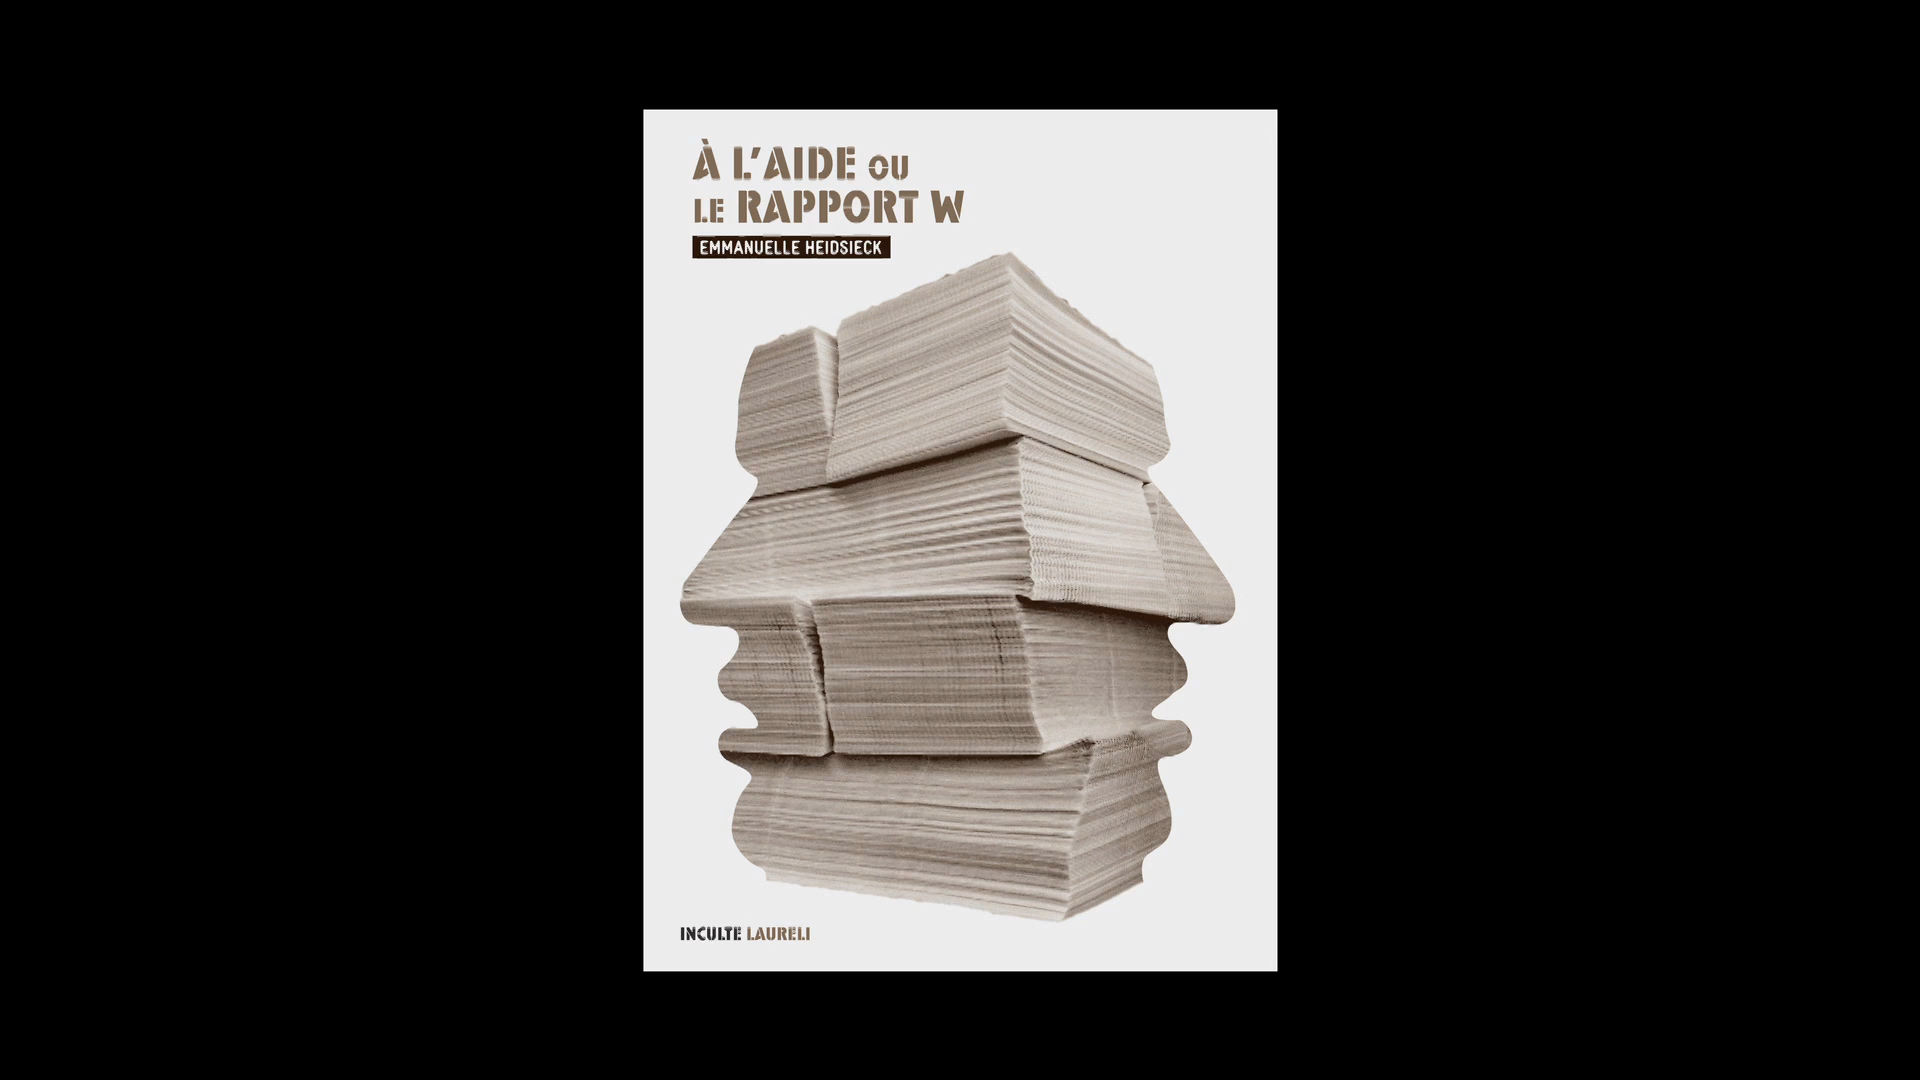 À L’AIDE OU
LE RAPPORT W
EMMANUELLE HEIDSIECK
INCULTE LAURELI